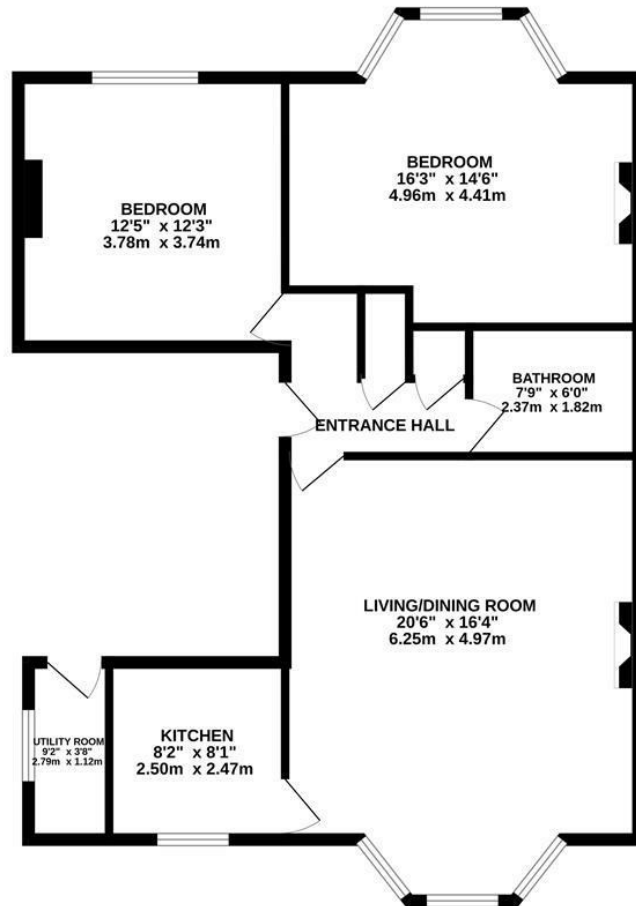 BEDROOM
16'3" x 14'6"
4.96m x 4.41m
BEDROOM
12'5" x 12'3"
3.78m x 3.74m
BATHROOM
7'9" x 6'0"
2.37m x 1.82m
ENTRANCE HALL
LIVING/DINING ROOM
20'6" x 16'4"
6.25m x 4.97m
KITCHEN
8'2" x 8'1"
2.50m x 2.47m
UTILITY ROOM
9'2" x 3'8"
2.79m x 1.12m